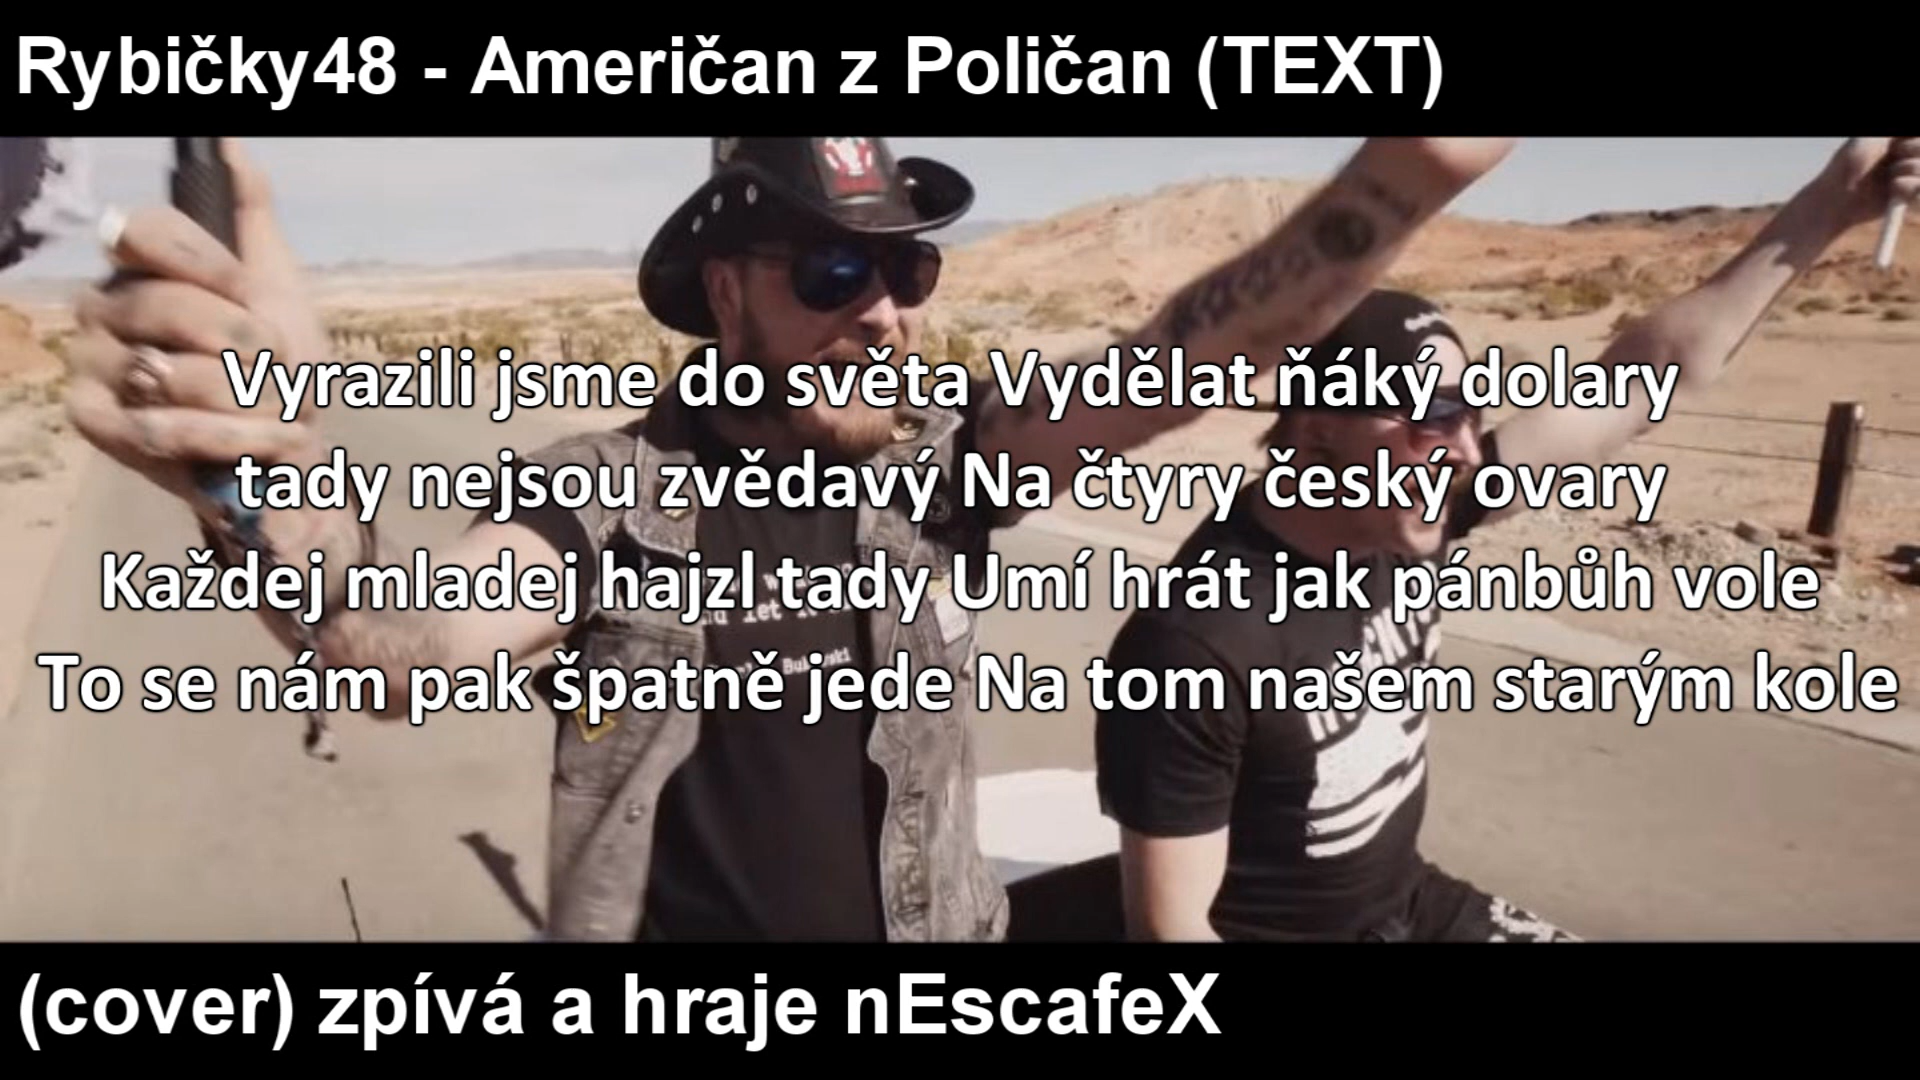 Rybičky48 - Američan z Poličan (TEXT)
Vyrazili jsme do světa Vydělat ňáký dolary
tady nejsou zvědavý Na čtyry český ovary
Každej mladej hajzl tady Umí hrát jak pánbůh vole
To se nám pak špatně jede Na tom našem starým kole
(cover) zpívá a hraje nEscafeX